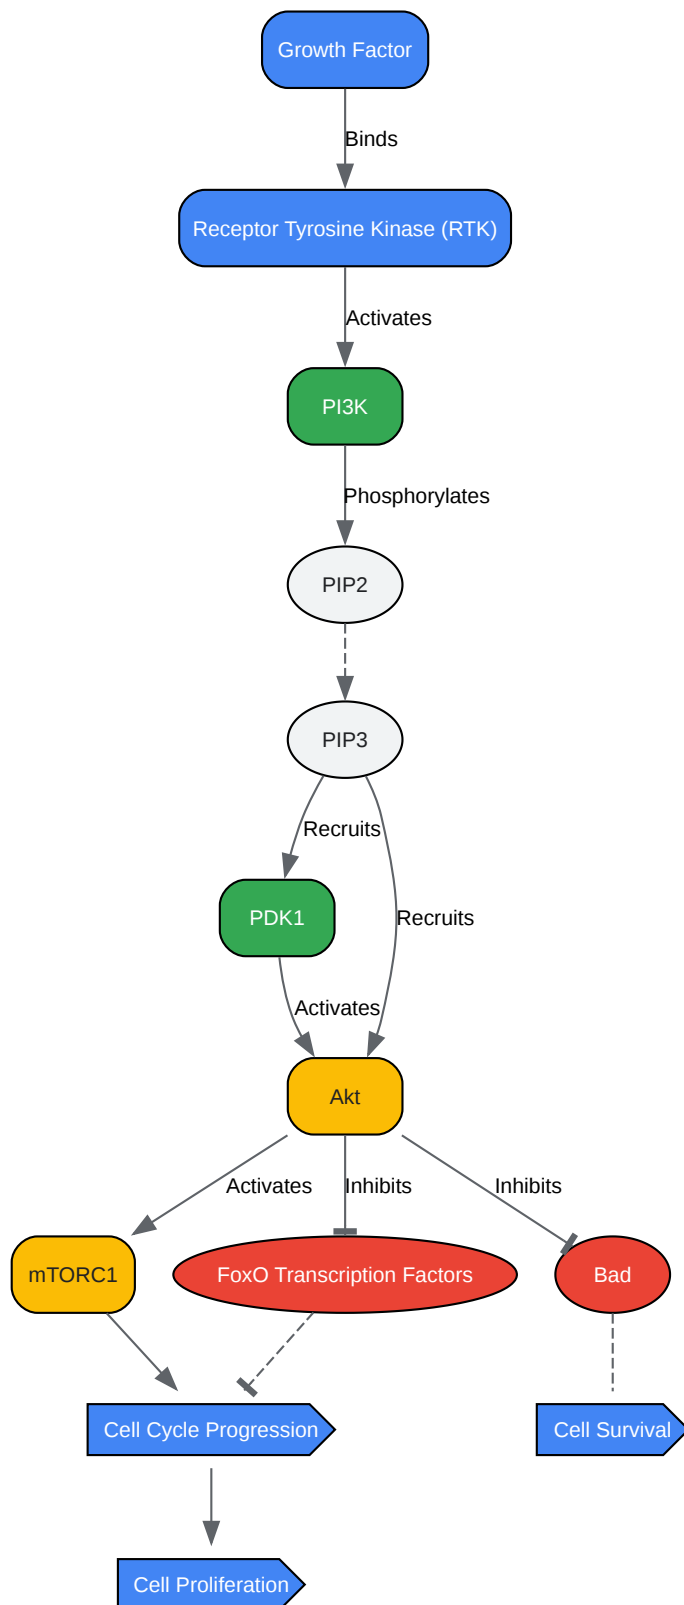 Growth Factor
Binds
Receptor Tyrosine Kinase (RTK)
Activates
PI3K
Phosphorylates
PIP2
PIP3
Recruits
PDK1
Recruits
Activates
Akt
Activates
Inhibits
Inhibits
mTORC1
FoxO Transcription Factors
Bad
Cell Cycle Progression
Cell Survival
Cell Proliferation